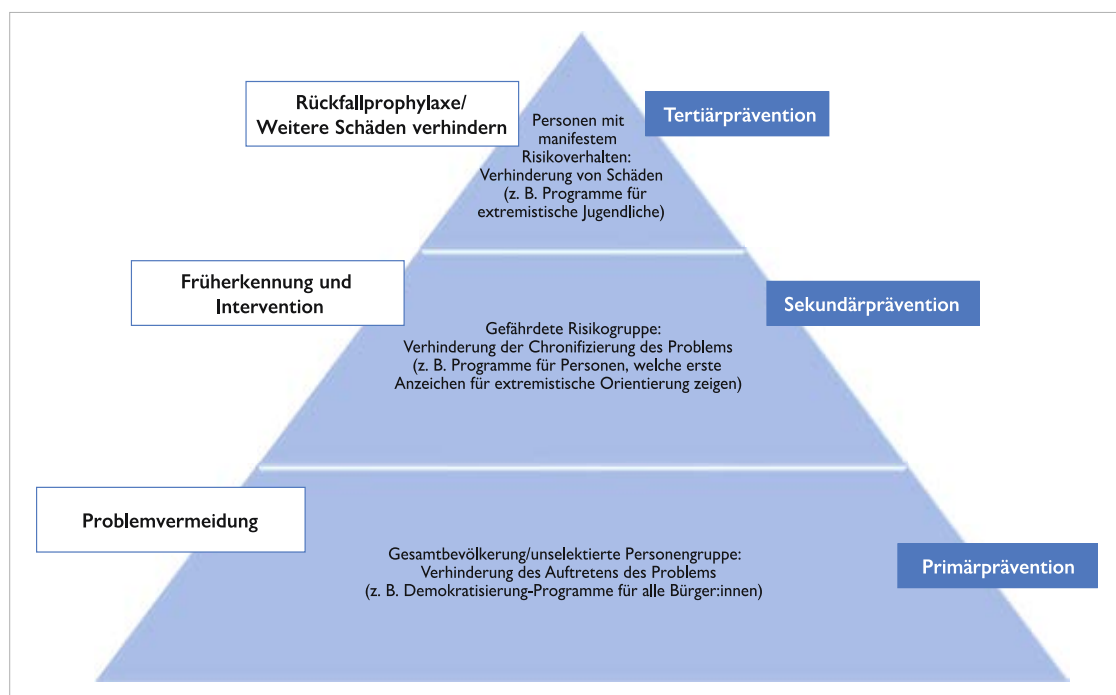 Rückfallprophylaxe/
Weitere Schäden verhindern
Personen mit
manifestem
Risikoverhalten:
Verhinderung von Schäden
(z. B. Programme für
extremistische Jugendliche)
Tertiärprävention
Früherkennung und
Intervention
Gefährdete Risikogruppe:
Verhinderung der Chronifizierung des Problems
(z. B. Programme für Personen, welche erste
Anzeichen für extremistische Orientierung zeigen)
Sekundärprävention
Problemvermeidung
Gesamtbevölkerung/unselektierte Personengruppe:
Verhinderung des Auftretens des Problems
(z. B. Demokratisierung-Programme für alle Bürger:innen)
Primärprävention